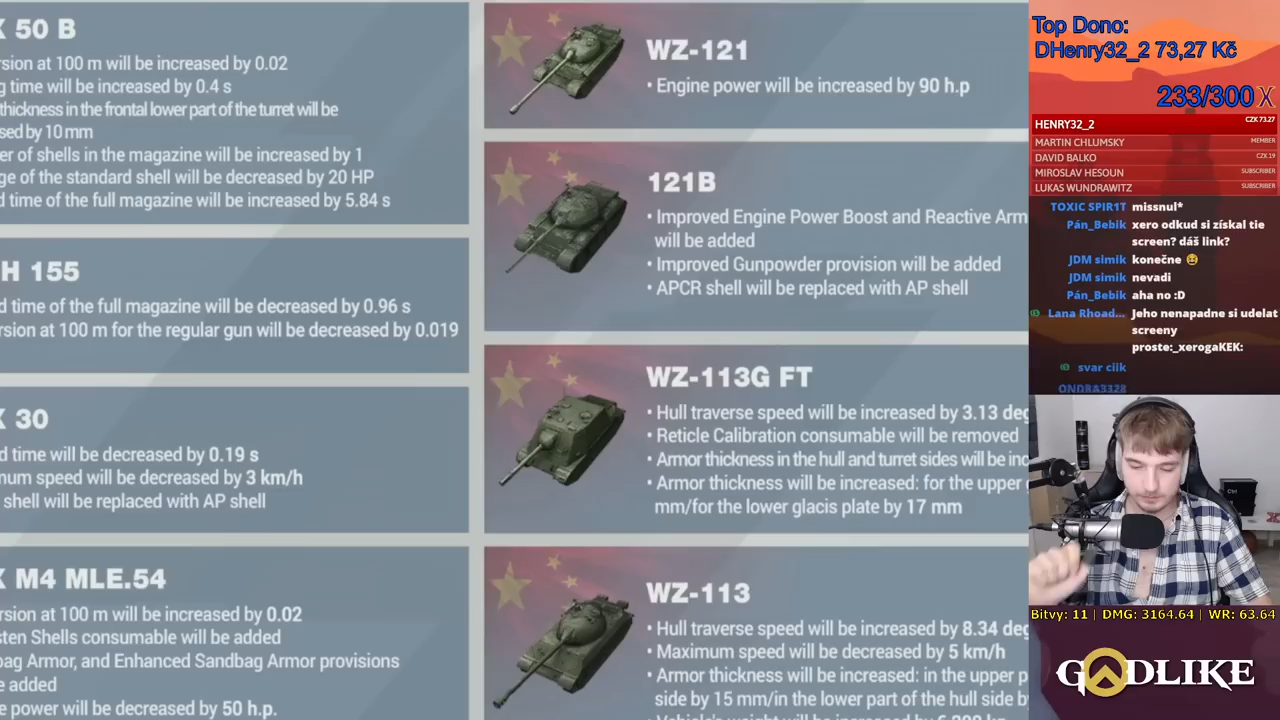 50 B
rsion at 100 m will be increased by 0.02
g time will be increased by 0.4 s
thickness in the frontal lower part of the turret will be
sed by 10 mm
er of shells in the magazine will be increased by 1
ge of the standard shell will be decreased by 20 HP
d time of the full magazine will be increased by 5.84 s
H 155
d time of the full magazine will be decreased by 0.96 s
rsion at 100 m for the regular gun will be decreased by 0.019
X 30
d time will be decreased by 0.19 s
num speed will be decreased by 3 km/h
shell will be replaced with AP shell
X M4 MLE.54
rsion at 100 m will be increased by 0.02
sten Shells consumable will be added
bag Armor, and Enhanced Sandbag Armor provisions
e added
e power will be decreased by 50 h.p.
WZ-121
• Engine power will be increased by 90 h.p
121B
• Improved Engine Power Boost and Reactive Arm
will be added
• Improved Gunpowder provision will be added
• APCR shell will be replaced with AP shell
WZ-113G FT
• Hull traverse speed will be increased by 3.13 deg
• Reticle Calibration consumable will be removed
• Armor thickness in the hull and turret sides will be inc
• Armor thickness will be increased: for the upper g
mm/for the lower glacis plate by 17 mm
WZ-113
• Hull traverse speed will be increased by 8.34 deg
• Maximum speed will be decreased by 5 km/h
• Armor thickness will be increased: in the upper p
side by 15 mm/in the lower part of the hull side by
Top Dono:
DHenry32_2 73,27 Kč
233/300 X
HENRY32_2 CZK 73.27
MARTIN CHLUMSKY MEMBER
DAVID BALKO CZK 19
MIROSLAV HESOUN SUBSCRIBER
LUKAS WUNDRAWITZ SUBSCRIBER
TOXIC SPIR1T missnul*
Pán_Bebik xero odkud si získal tie
screen? dáš link?
JDM simik konečne 😫
JDM simik nevadi
Pán_Bebik aha no :D
Lana Rhoad... Jeho nenapadne si udelat
screeny
proste:_xerogaKEK:
svar ciik
ONDRA3328
Bitvy: 11 | DMG: 3164.64 | WR: 63.64
GODLIKE